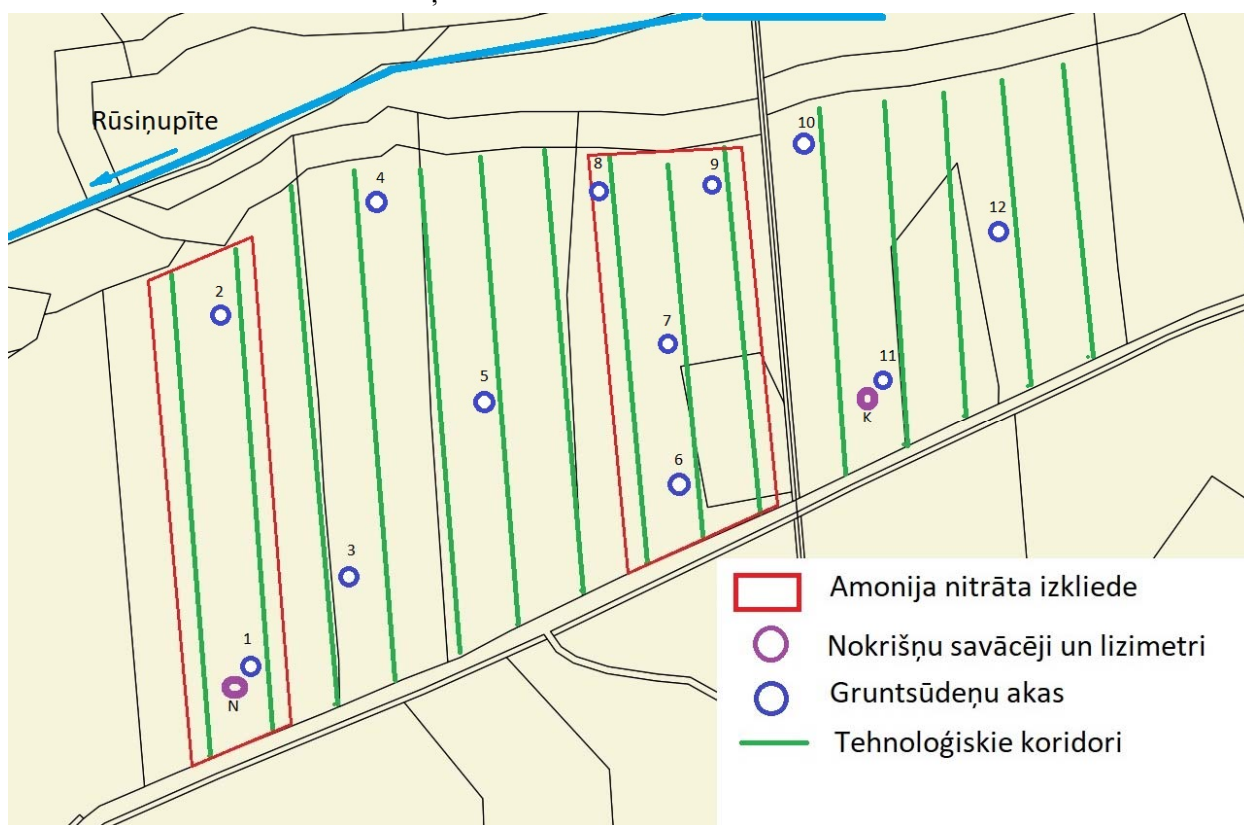 Rūsiņupīte
10
4
8
9
12
2
7
5
11
K
6
3
1
N
Amonija nitrāta izkliede
Nokrišņu savācēji un lizimetri
Gruntsūdeņu akas
Tehnoloģiskie koridori